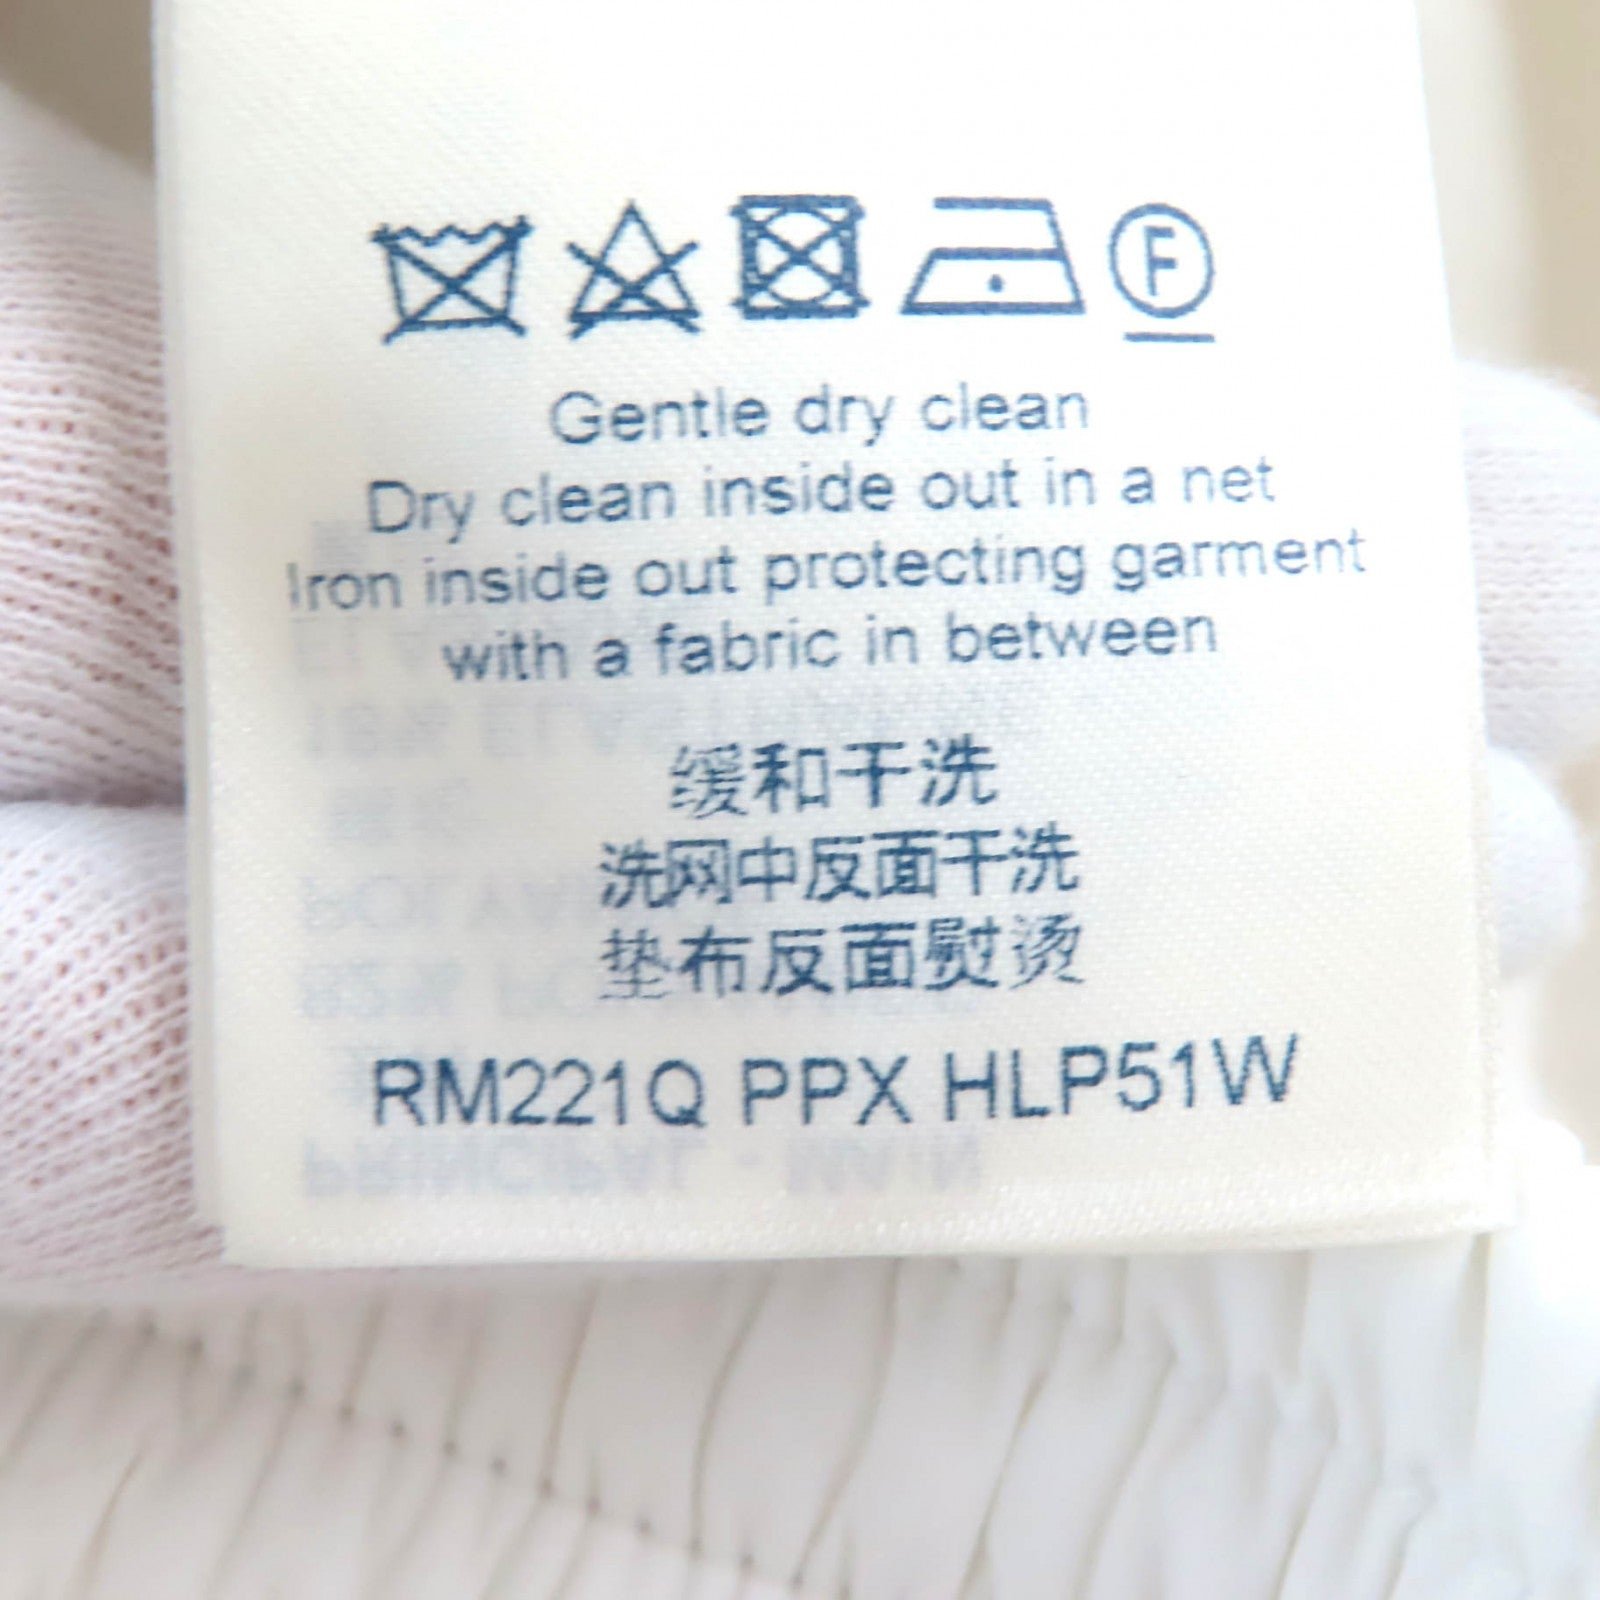 F
Gentle dry clean
Dry clean inside out in a net
Iron inside out protecting garment
with a fabric in between
缓和干洗
洗网中反面干洗
垫布反面熨烫
RM221Q PPX HLP51W